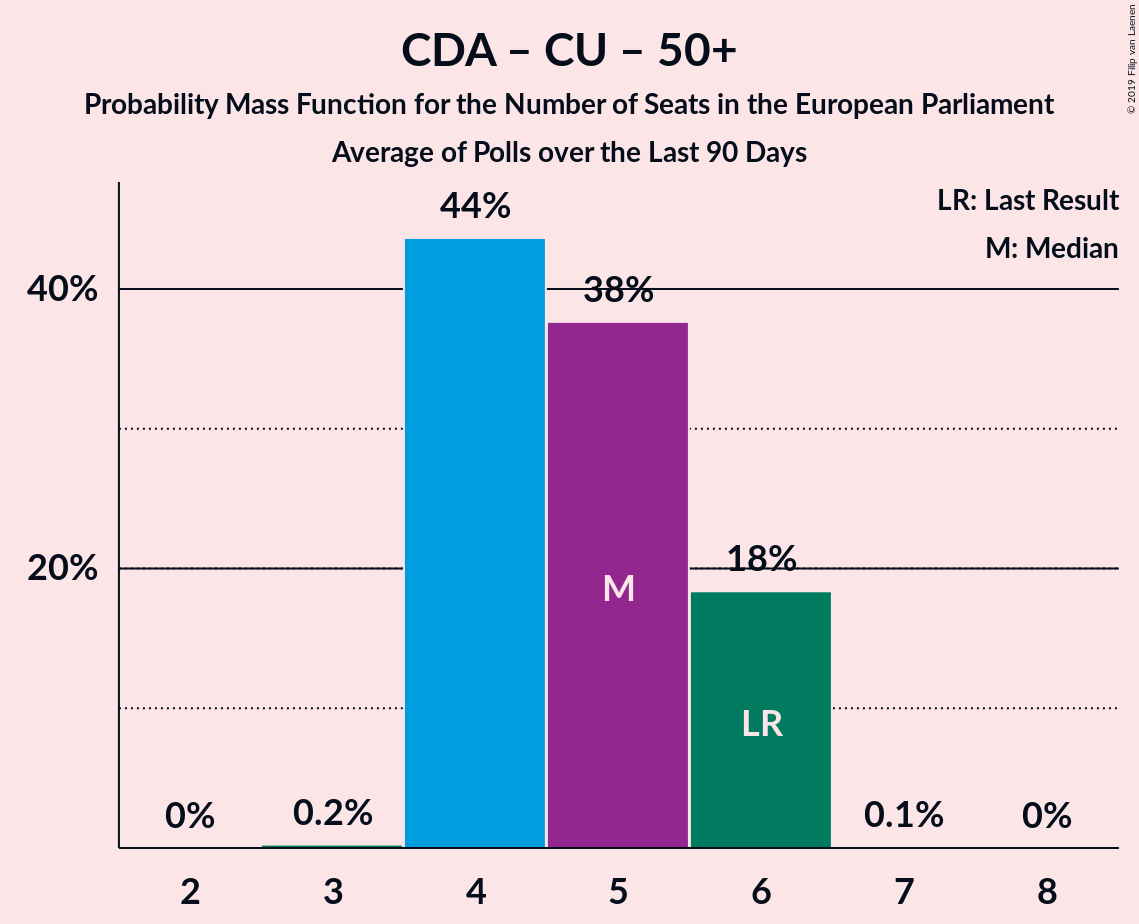 CDA – CU – 50+
Probability Mass Function for the Number of Seats in the European Parliament
Average of Polls over the Last 90 Days
© 2019 Filip van Laenen
LR: Last Result
M: Median
44%
40%
38%
20%
18%
M
LR
0%
0.2%
0.1%
0%
2
3
4
5
6
7
8